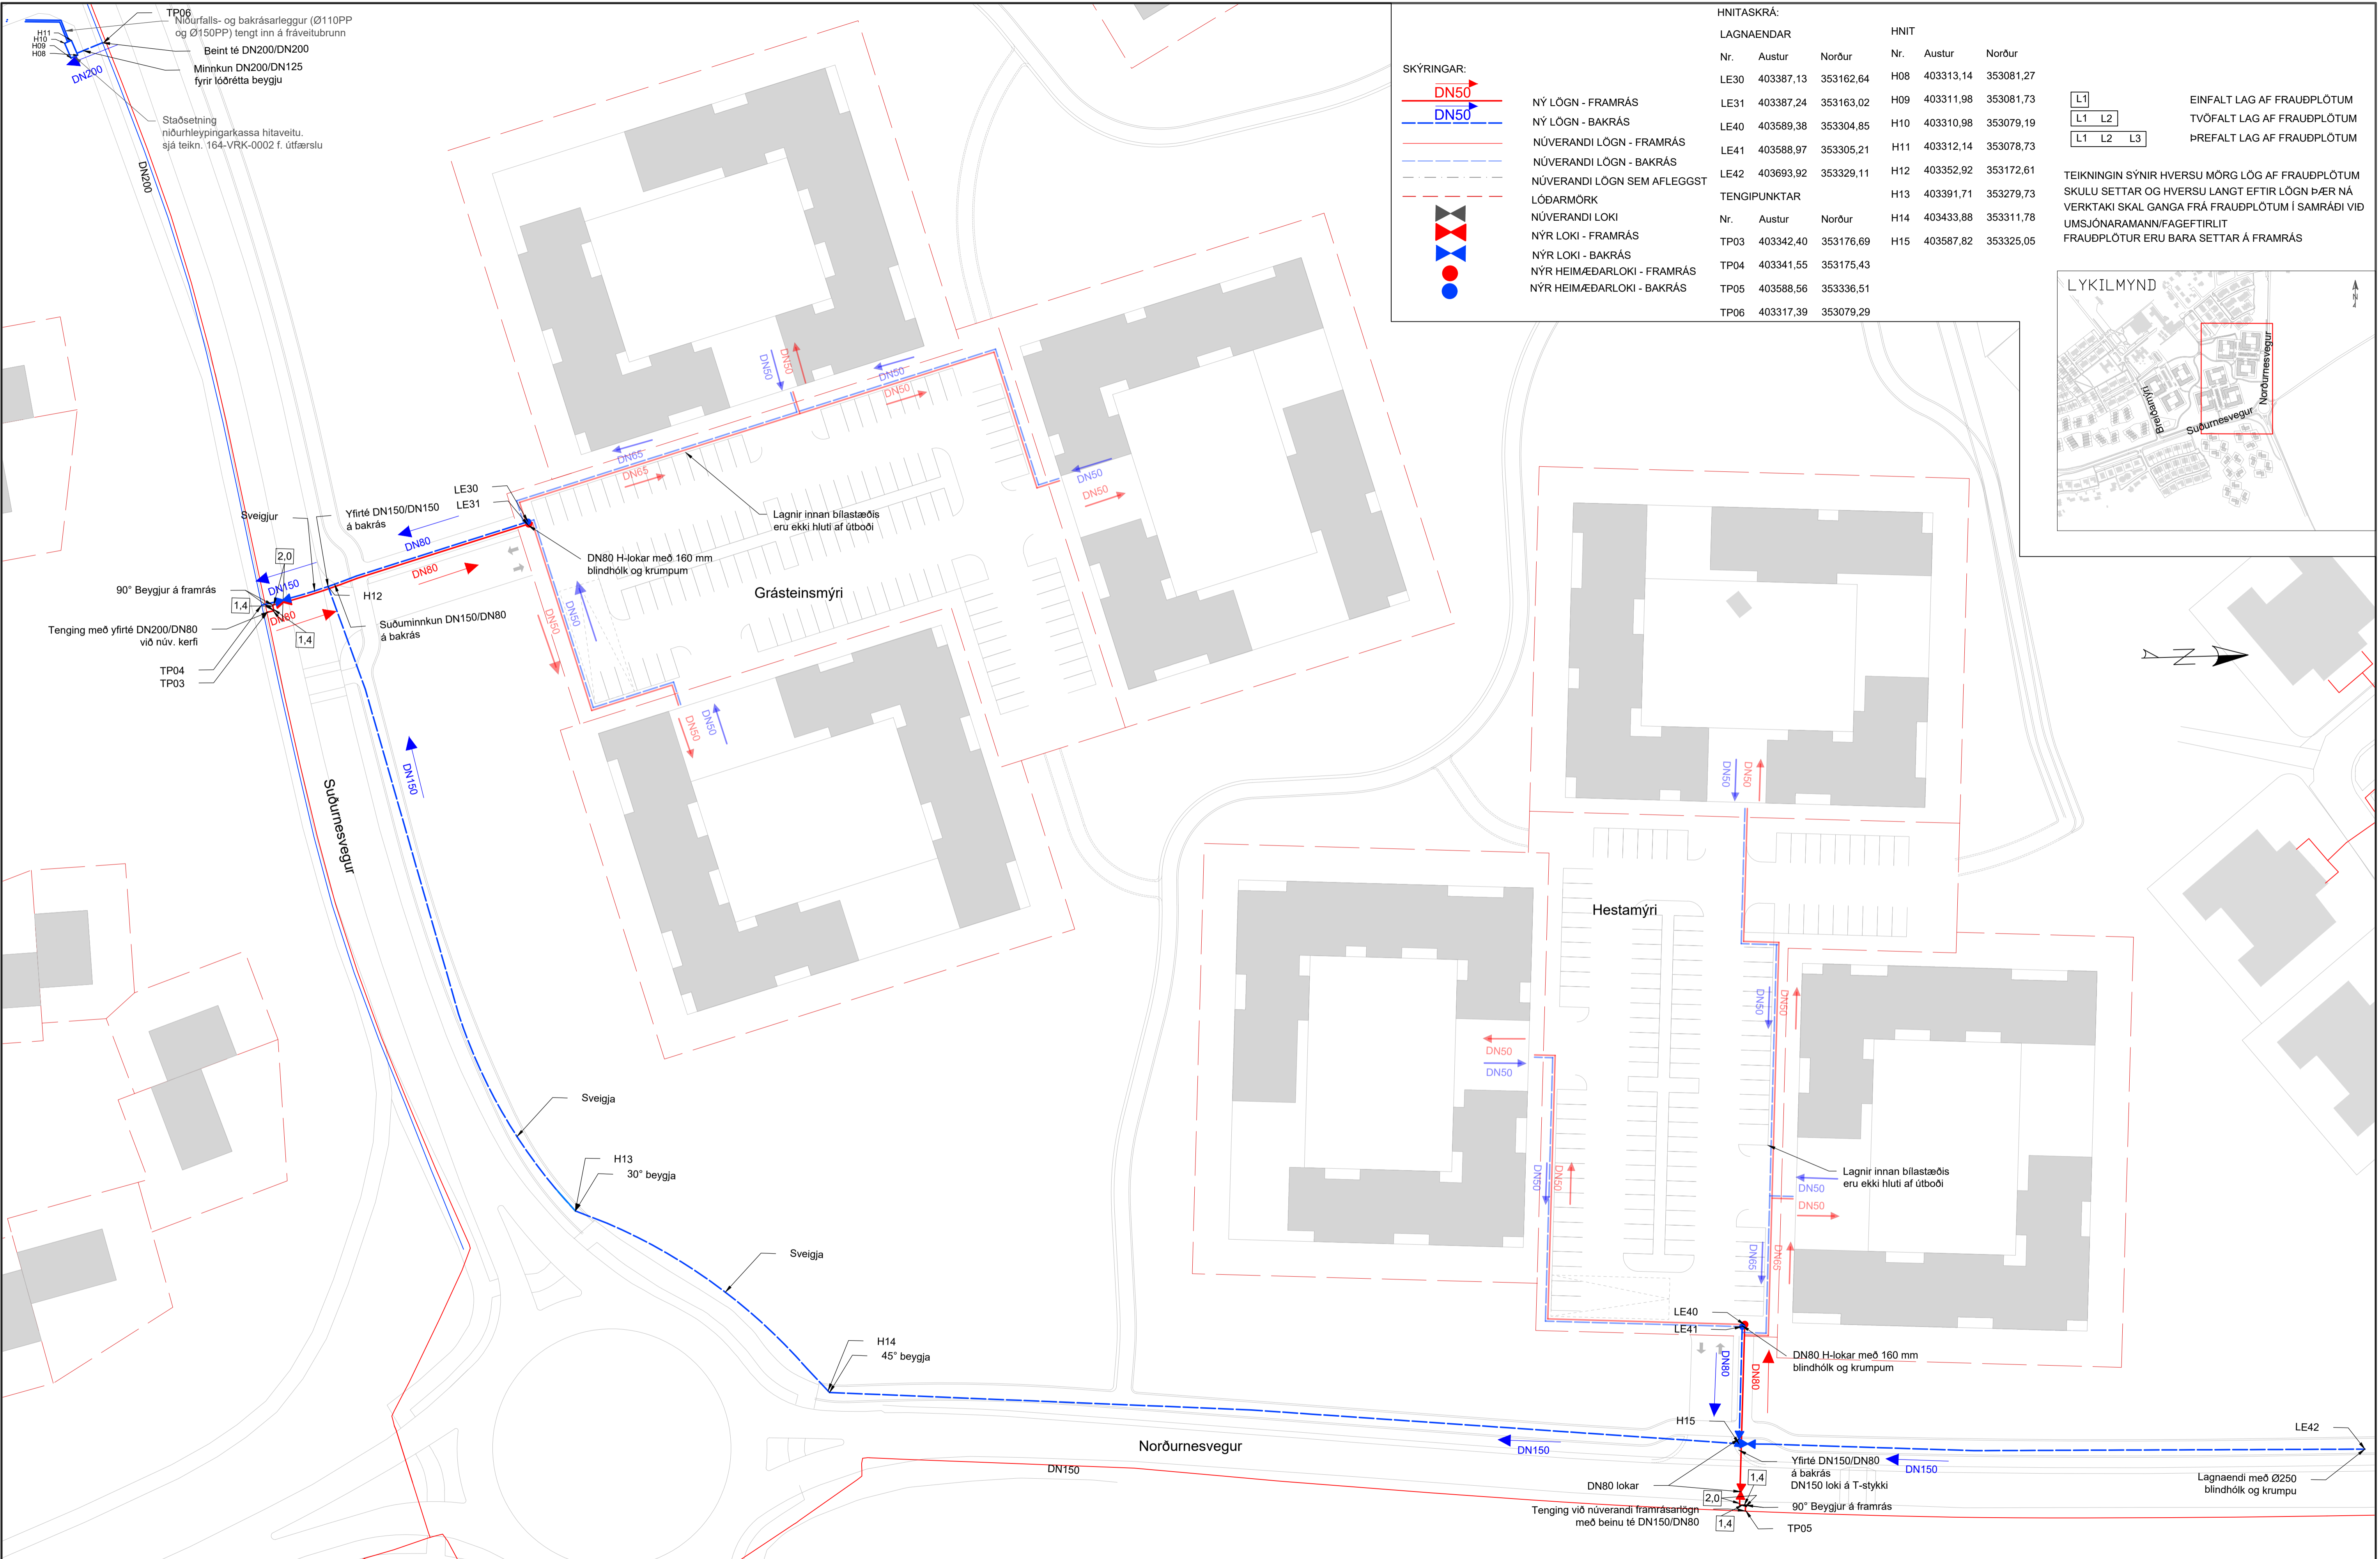 TP06
Niðurfalls- og bakrásarleggur (Ø110PP
og Ø150PP) tengt inn á fráveitubrunn
H11
H10
H09
H08
Beint té DN200/DN200
Minnkun DN200/DN125
fyrir lóðrétta beygju
DN200
Staðsetning
niðurhleypingarkassa hitaveitu.
sjá teikn. 164-VRK-0002 f. útfærslu
DN200
SKÝRINGAR:
DN50
NÝ LÖGN - FRAMRÁS
DN50
NÝ LÖGN - BAKRÁS
NÚVERANDI LÖGN - FRAMRÁS
NÚVERANDI LÖGN - BAKRÁS
NÚVERANDI LÖGN SEM AFLEGGST
LÓÐARMÖRK
NÚVERANDI LOKI
NÝR LOKI - FRAMRÁS
NÝR LOKI - BAKRÁS
NÝR HEIMÆÐARLOKI - FRAMRÁS
NÝR HEIMÆÐARLOKI - BAKRÁS
HNITASKRÁ:
LAGNAENDAR
Nr. Austur Norður
LE30 403387,13 353162,64
LE31 403387,24 353163,02
LE40 403589,38 353304,85
LE41 403588,97 353305,21
LE42 403693,92 353329,11
TENGIPUNKTAR
Nr. Austur Norður
TP03 403342,40 353176,69
TP04 403341,55 353175,43
TP05 403588,56 353336,51
TP06 403317,39 353079,29
HNIT
Nr. Austur Norður
H08 403313,14 353081,27
H09 403311,98 353081,73
H10 403310,98 353079,19
H11 403312,14 353078,73
H12 403352,92 353172,61
H13 403391,71 353279,73
H14 403433,88 353311,78
H15 403587,82 353325,05
L1 EINFALT LAG AF FRAUÐPLÖTUM
L1 L2 TVÖFALT LAG AF FRAUÐPLÖTUM
L1 L2 L3 ÞREFALT LAG AF FRAUÐPLÖTUM
TEIKNINGIN SÝNIR HVERSU MÖRG LÖG AF FRAUÐPLÖTUM
SKULU SETTAR OG HVERSU LANGT EFTIR LÖGN ÞÆR NÁ
VERKTAKI SKAL GANGA FRÁ FRAUÐPLÖTUM Í SAMRÁÐI VIÐ
UMSJÓNARAMANN/FAGEFTIRLIT
FRAUÐPLÖTUR ERU BARA SETTAR Á FRAMRÁS
LYKILMYND
N
Norðurnesvegur
Breiðamýri
Suðurnesvegur
DN50
DN50
DN50
DN50
DN65
DN65
DN50
DN50
LE30
LE31
Sveigjur
Yfirté DN150/DN150
á bakrás
Lagnir innan bílastæðis
eru ekki hluti af útboði
DN80
DN80
DN80 H-lokar með 160 mm
blindhólk og krumpum
2,0
DN150
90° Beygjur á framrás
1,4
DN80
H12
Grásteinsmýri
Tenging með yfirté DN200/DN80
við núv. kerfi
1,4
Suðuminnkun DN150/DN80
á bakrás
TP04
TP03
DN50
DN50
DN50
DN50
N
DN150
Suðurnesvegur
DN50
DN50
Hestamýri
DN50
DN50
DN50
DN50
Sveigja
H13
30° beygja
DN50
DN50
Lagnir innan bílastæðis
eru ekki hluti af útboði
DN50
DN50
Sveigja
DN65
DN65
LE40
LE41
H14
45° beygja
DN80
DN80
DN80 H-lokar með 160 mm
blindhólk og krumpum
H15
LE42
Norðurnesvegur
DN150
DN150
Yfirté DN150/DN80
á bakrás
DN150 loki á T-stykki
DN150
Lagnaendi með Ø250
blindhólk og krumpu
DN80 lokar
1,4
2,0
90° Beygjur á framrás
Tenging við núverandi framrásarlögn
með beinu té DN150/DN80
1,4
TP05